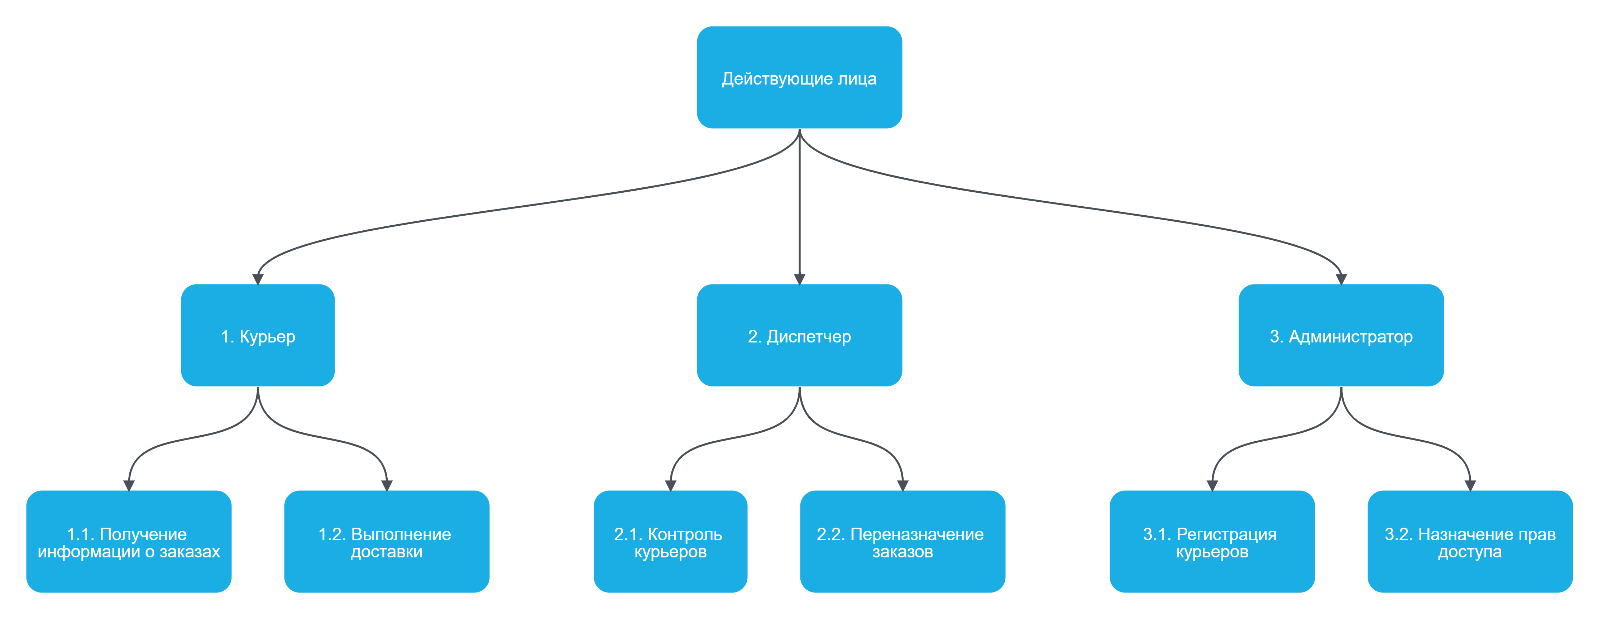 Действующие лица
1. Курьер
2. Диспетчер
3. Администратор
1.1. Получение
информации о заказах
1.2. Выполнение
доставки
2.1. Контроль
курьеров
2.2. Переназначение
заказов
3.1. Регистрация
курьеров
3.2. Назначение прав
доступа